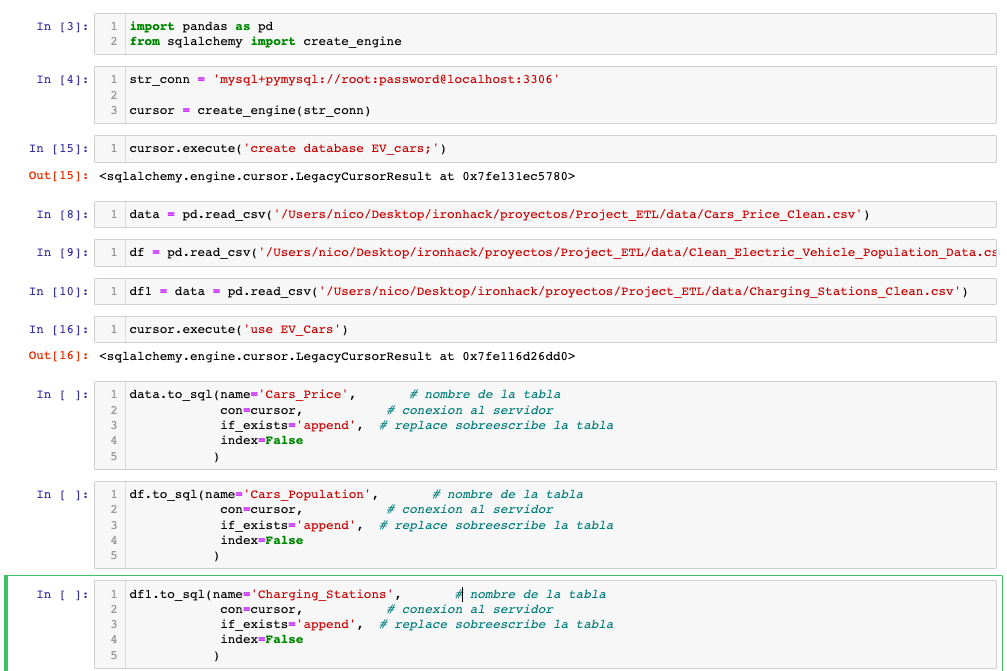 In [3]:
1 import pandas as pd
2 from sqlalchemy import create_engine
In [4]:
1 str_conn = 'mysql+pymysql://root:password@localhost:3306'
2
3 cursor = create_engine(str_conn)
In [15]:
1 cursor.execute('create database EV_cars;')
Out[15]: <sqlalchemy.engine.cursor.LegacyCursorResult at 0x7fe131ec5780>
In [8]:
1 data = pd.read_csv('/Users/nico/Desktop/ironhack/proyectos/Project_ETL/data/Cars_Price_Clean.csv')
In [9]:
1 df = pd.read_csv('/Users/nico/Desktop/ironhack/proyectos/Project_ETL/data/Clean_Electric_Vehicle_Population_Data.cs
In [10]:
1 df1 = data = pd.read_csv('/Users/nico/Desktop/ironhack/proyectos/Project_ETL/data/Charging_Stations_Clean.csv')
In [16]:
1 cursor.execute('use EV_Cars')
Out[16]: <sqlalchemy.engine.cursor.LegacyCursorResult at 0x7fe116d26dd0>
In [ ]:
1 data.to_sql(name='Cars_Price',       # nombre de la tabla
2             con=cursor,           # conexion al servidor
3             if_exists='append',  # replace sobreescribe la tabla
4             index=False
5            )
In [ ]:
1 df.to_sql(name='Cars_Population',       # nombre de la tabla
2             con=cursor,           # conexion al servidor
3             if_exists='append',  # replace sobreescribe la tabla
4             index=False
5            )
In [ ]:
1 df1.to_sql(name='Charging_Stations',       # nombre de la tabla
2             con=cursor,           # conexion al servidor
3             if_exists='append',  # replace sobreescribe la tabla
4             index=False
5            )